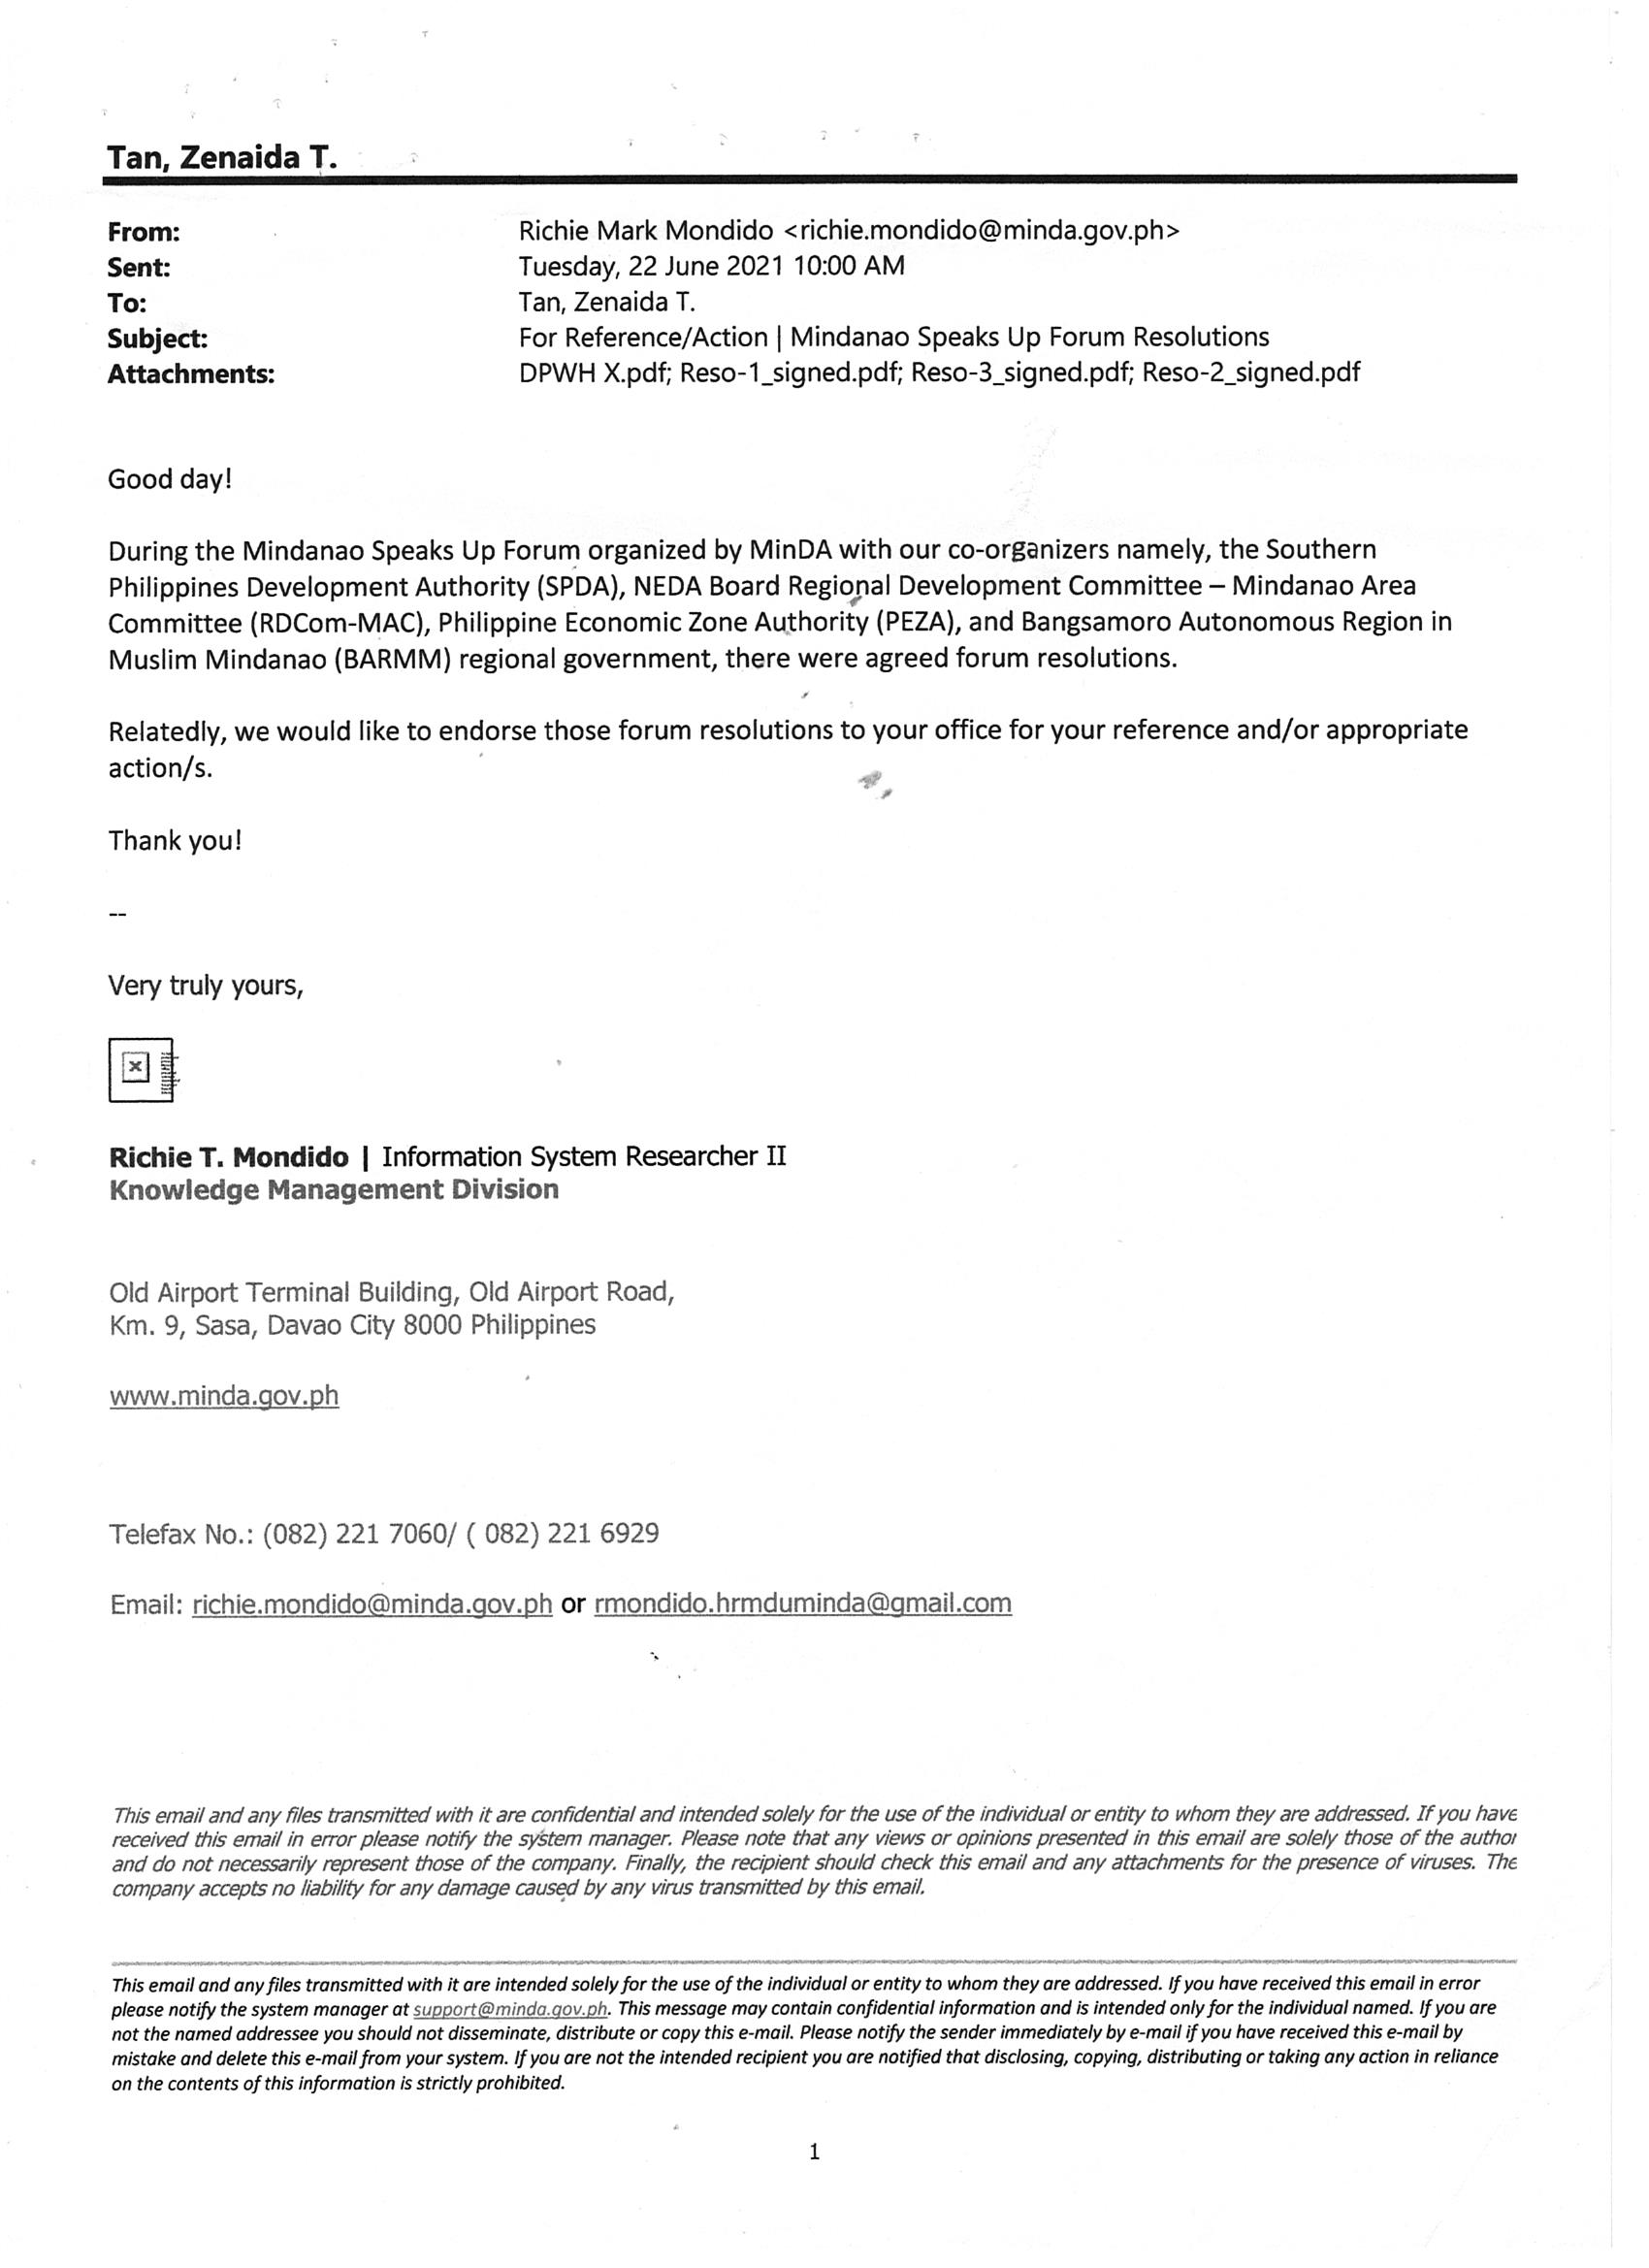 Tan, Zenaida T.
From: Richie Mark Mondido <richie.mondido@minda.gov.ph>
Sent: Tuesday, 22 June 2021 10:00 AM
To: Tan, Zenaida T.
Subject: For Reference/Action | Mindanao Speaks Up Forum Resolutions
Attachments: DPWH X.pdf; Reso-1_signed.pdf; Reso-3_signed.pdf; Reso-2_signed.pdf
Good day!
During the Mindanao Speaks Up Forum organized by MinDA with our co-organizers namely, the Southern
Philippines Development Authority (SPDA), NEDA Board Regional Development Committee – Mindanao Area
Committee (RDCom-MAC), Philippine Economic Zone Authority (PEZA), and Bangsamoro Autonomous Region in
Muslim Mindanao (BARMM) regional government, there were agreed forum resolutions.
Relatedly, we would like to endorse those forum resolutions to your office for your reference and/or appropriate
action/s.
Thank you!
--
Very truly yours,
Richie T. Mondido | Information System Researcher II
Knowledge Management Division
Old Airport Terminal Building, Old Airport Road,
Km. 9, Sasa, Davao City 8000 Philippines
www.minda.gov.ph
Telefax No.: (082) 221 7060/ ( 082) 221 6929
Email: richie.mondido@minda.gov.ph or rmondido.hrmduminda@gmail.com
This email and any files transmitted with it are confidential and intended solely for the use of the individual or entity to whom they are addressed. If you have
received this email in error please notify the system manager. Please note that any views or opinions presented in this email are solely those of the author
and do not necessarily represent those of the company. Finally, the recipient should check this email and any attachments for the presence of viruses. The
company accepts no liability for any damage caused by any virus transmitted by this email.
This email and any files transmitted with it are intended solely for the use of the individual or entity to whom they are addressed. If you have received this email in error
please notify the system manager at support@minda.gov.ph. This message may contain confidential information and is intended only for the individual named. If you are
not the named addressee you should not disseminate, distribute or copy this e-mail. Please notify the sender immediately by e-mail if you have received this e-mail by
mistake and delete this e-mail from your system. If you are not the intended recipient you are notified that disclosing, copying, distributing or taking any action in reliance
on the contents of this information is strictly prohibited.
1